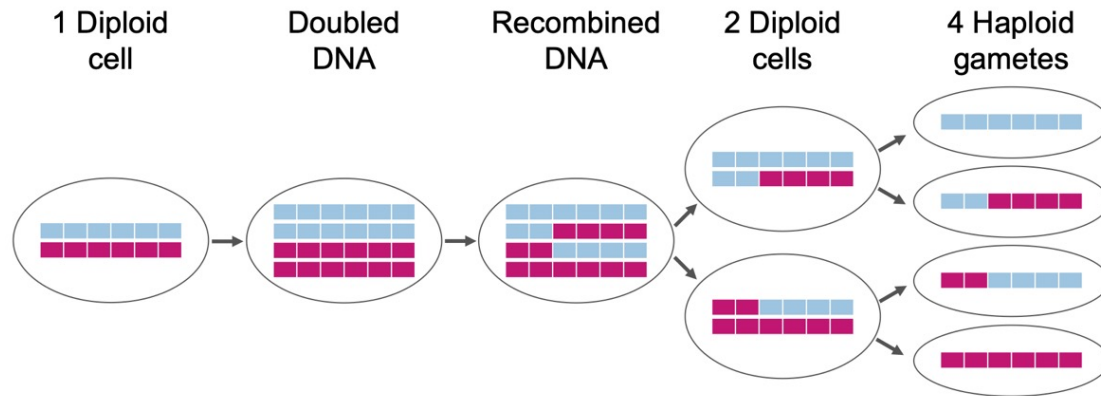 1 Diploid
cell
Doubled
DNA
Recombined
DNA
2 Diploid
cells
4 Haploid
gametes